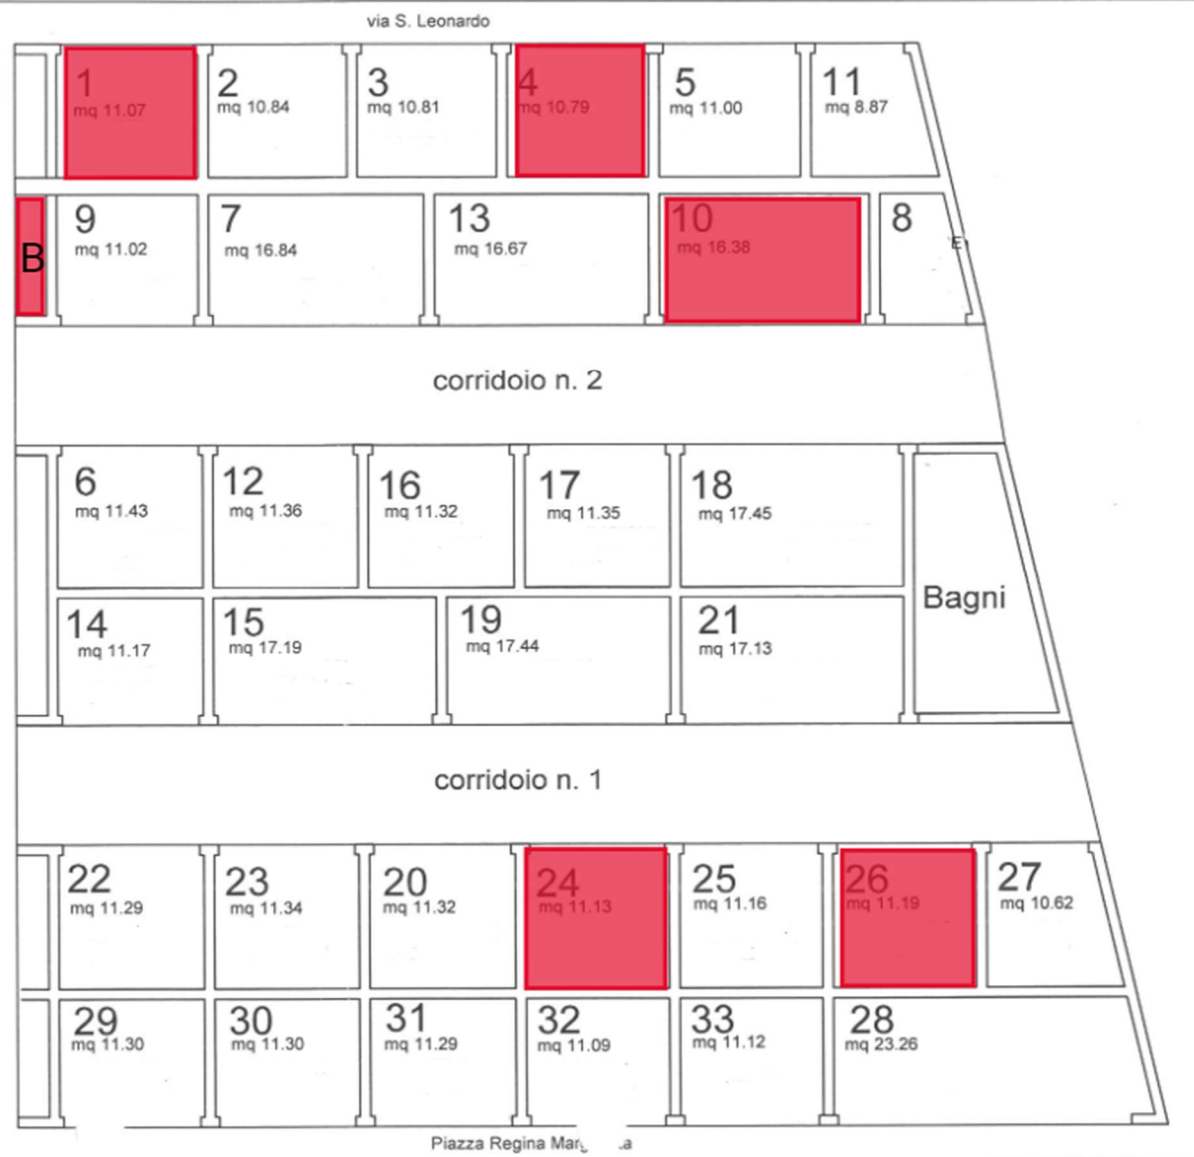 via S. Leonardo
1 2 3 4 5 11
mq 11.07 mq 10.84 mq 10.81 mq 10.79 mq 11.00 mq 8.87
B 9 7 13 10 8
mq 11.02 mq 16.84 mq 16.67 mq 16.38 E
corridoio n. 2
6 12 16 17 18
mq 11.43 mq 11.36 mq 11.32 mq 11.35 mq 17.45
Bagni
14 15 19 21
mq 11.17 mq 17.19 mq 17.44 mq 17.13
corridoio n. 1
22 23 20 24 25 26 27
mq 11.29 mq 11.34 mq 11.32 mq 11.13 mq 11.16 mq 11.19 mq 10.62
29 30 31 32 33 28
mq 11.30 mq 11.30 mq 11.29 mq 11.09 mq 11.12 mq 23.26
Piazza Regina